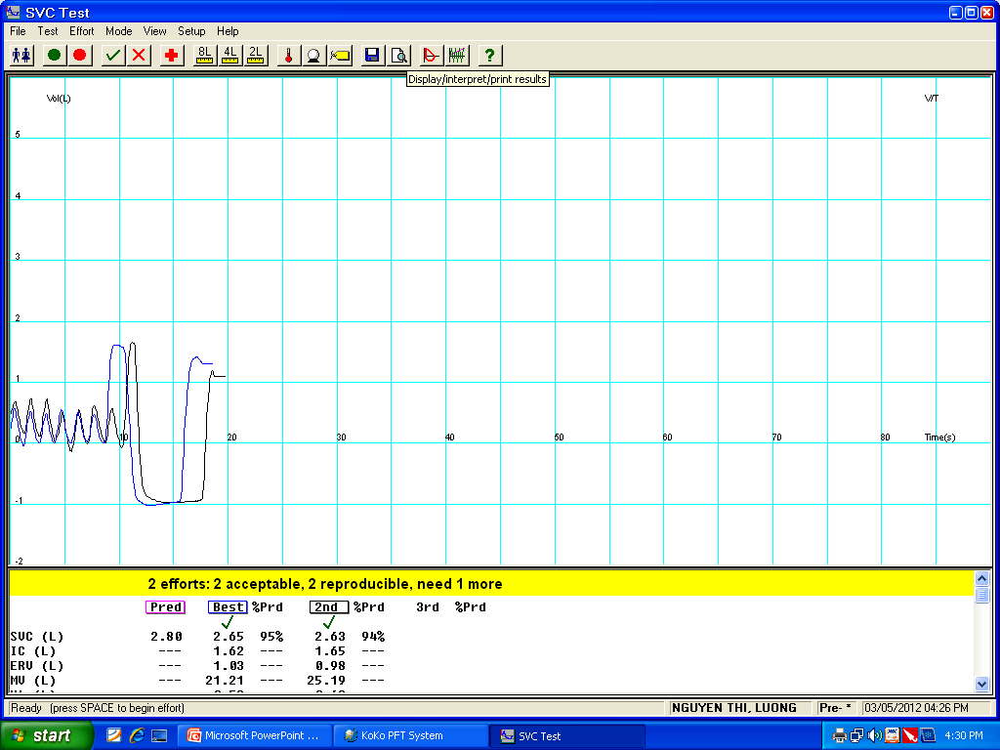 SVC Test
File Test Effort Mode View Setup Help
8L 4L 2L ?
Display/interpret/print results
Vol(L) V/T
5
4
3
2
1
10 20 30 40 50 60 70 80 Time(s)
-1
-2
2 efforts: 2 acceptable, 2 reproducible, need 1 more
Pred Best %Prd 2nd %Prd 3rd %Prd
SVC (L) 2.80 2.65 95% 2.63 94%
IC (L) --- 1.62 --- 1.65 ---
ERV (L) --- 1.03 --- 0.98 ---
MV (L) --- 21.21 --- 25.19 ---
Ready (press SPACE to begin effort) NGUYEN THI, LUONG Pre- * 03/05/2012 04:26 PM
start Microsoft PowerPoint ... KoKo PFT System SVC Test 4:30 PM